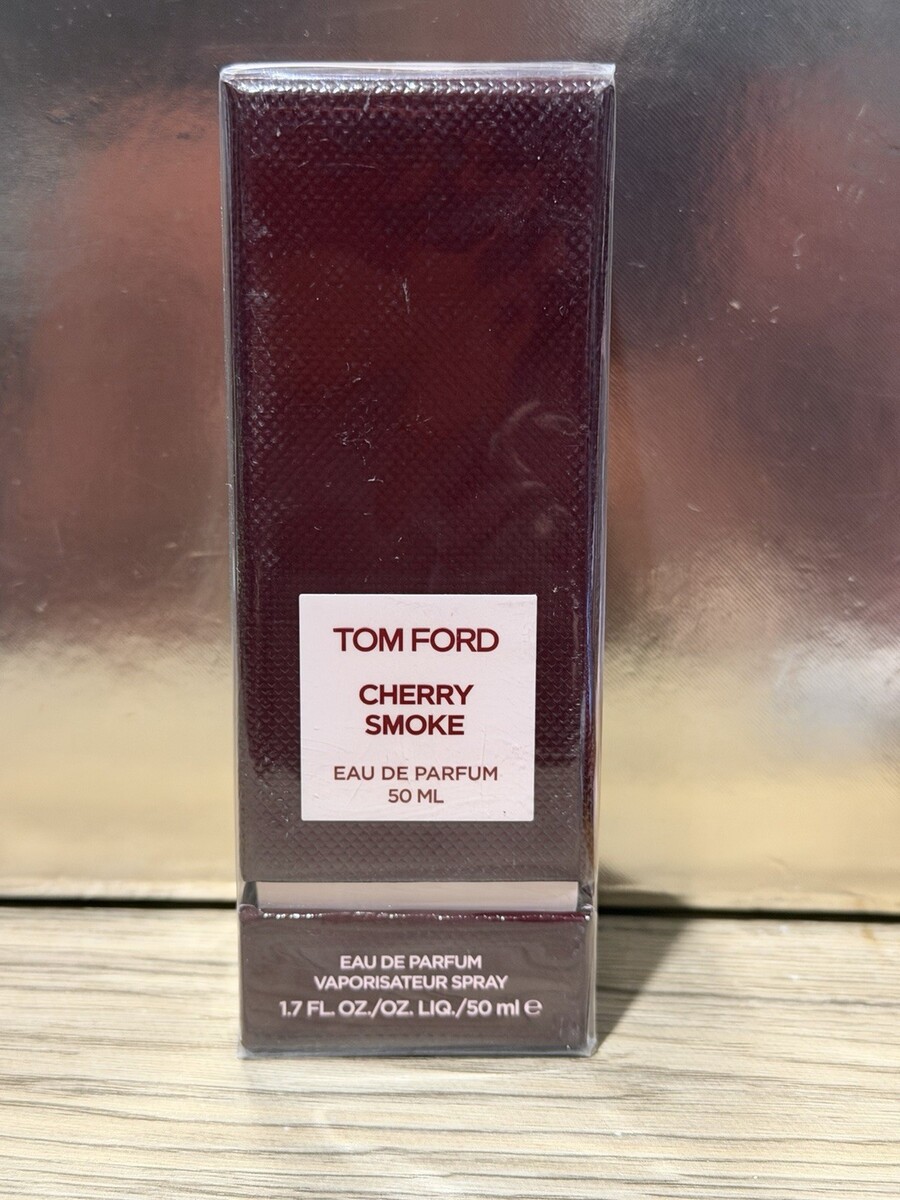 TOM FORD
CHERRY
SMOKE
EAU DE PARFUM
50 ML
EAU DE PARFUM
VAPORISATEUR SPRAY
1.7 FL. OZ./OZ. LIQ./50 ml ℮